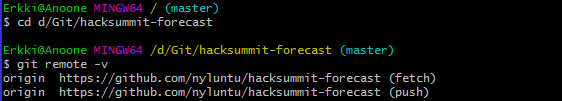 Erkki@Anoone MINGW64 / (master)
$ cd d/Git/hacksummit-forecast
Erkki@Anoone MINGW64 /d/Git/hacksummit-forecast (master)
$ git remote -v
origin  https://github.com/nyluntu/hacksummit-forecast (fetch)
origin  https://github.com/nyluntu/hacksummit-forecast (push)